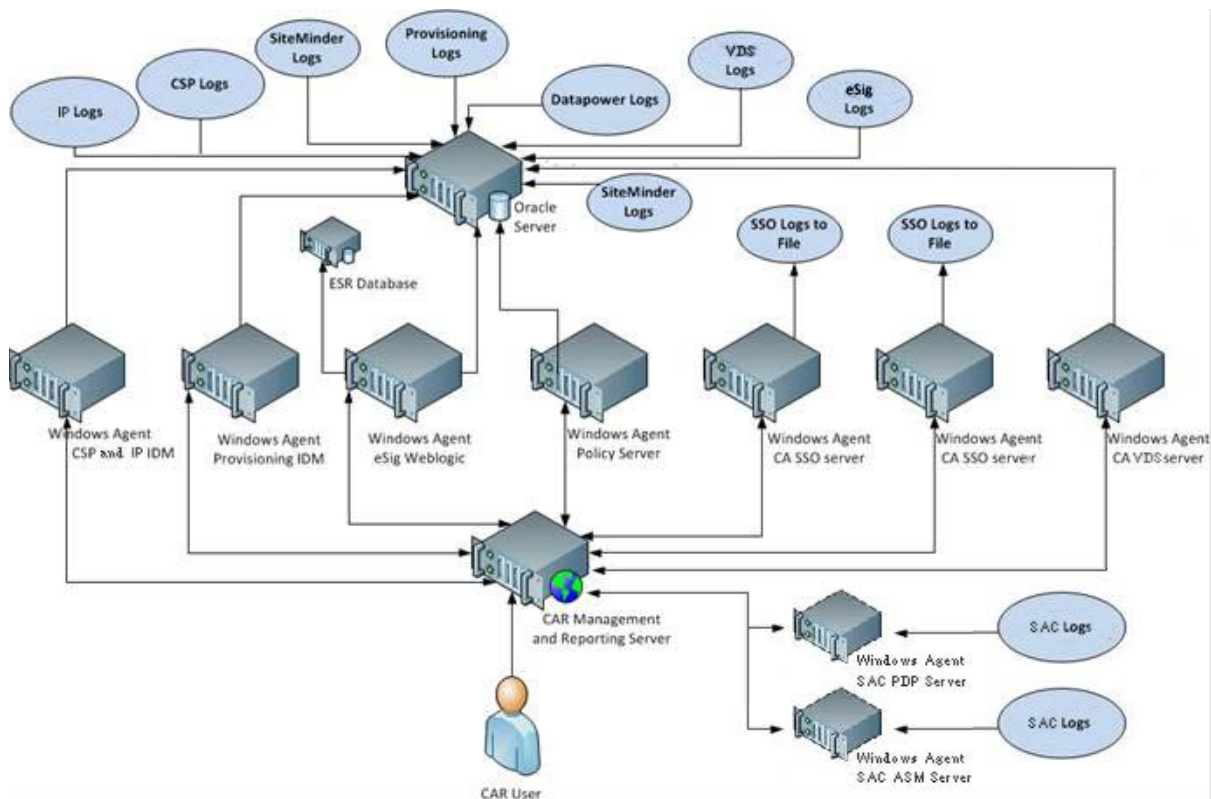 SiteMinder
Logs
Provisioning
Logs
VDS
Logs
CSP Logs
Datapower Logs
eSig
Logs
IP Logs
SiteMinder
Logs
Oracle
Server
SSO Logs to
File
SSO Logs to
File
ESR Database
Windows Agent
CSP and IP IDM
Windows Agent
Provisioning IDM
Windows Agent
eSig Weblogic
Windows Agent
Policy Server
Windows Agent
CA SSO server
Windows Agent
CA SSO server
Windows Agent
CA VDS server
CAR Management
and Reporting Server
SAC Logs
Windows Agent
SAC PDP Server
SAC Logs
Windows Agent
SAC ASM Server
CAR User